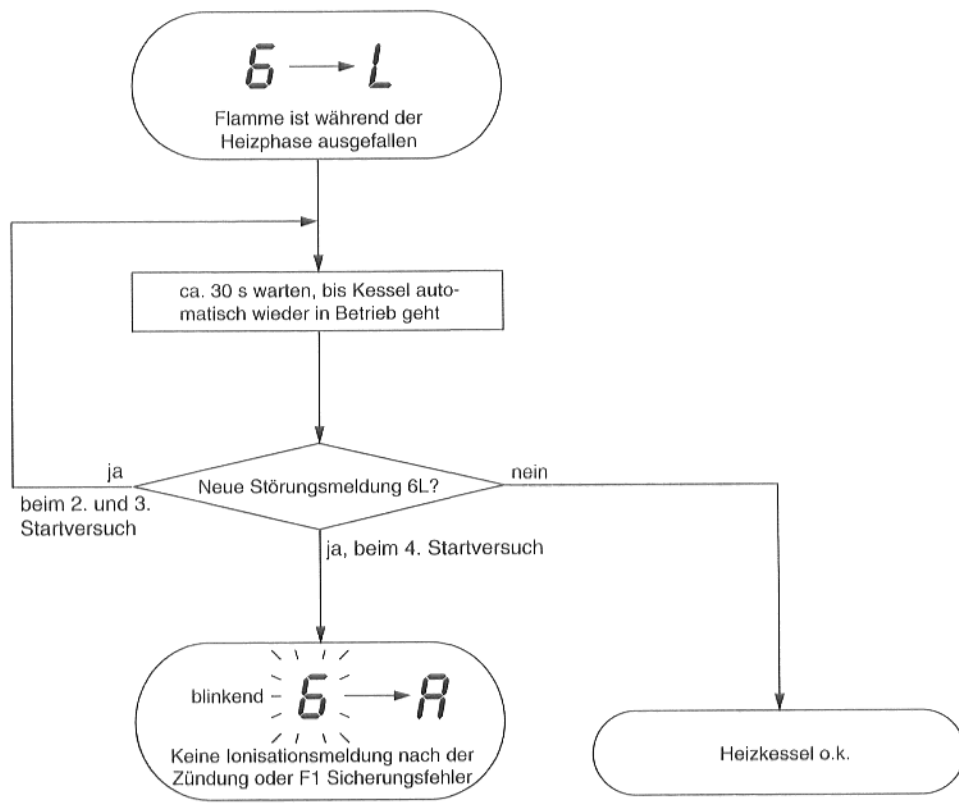 6 L
Flamme ist während der
Heizphase ausgefallen
ca. 30 s warten, bis Kessel auto-
matisch wieder in Betrieb geht
ja
beim 2. und 3.
Startversuch
Neue Störungsmeldung 6L?
nein
ja, beim 4. Startversuch
blinkend 6 A
Keine Ionisationsmeldung nach der
Zündung oder F1 Sicherungsfehler
Heizkessel o.k.